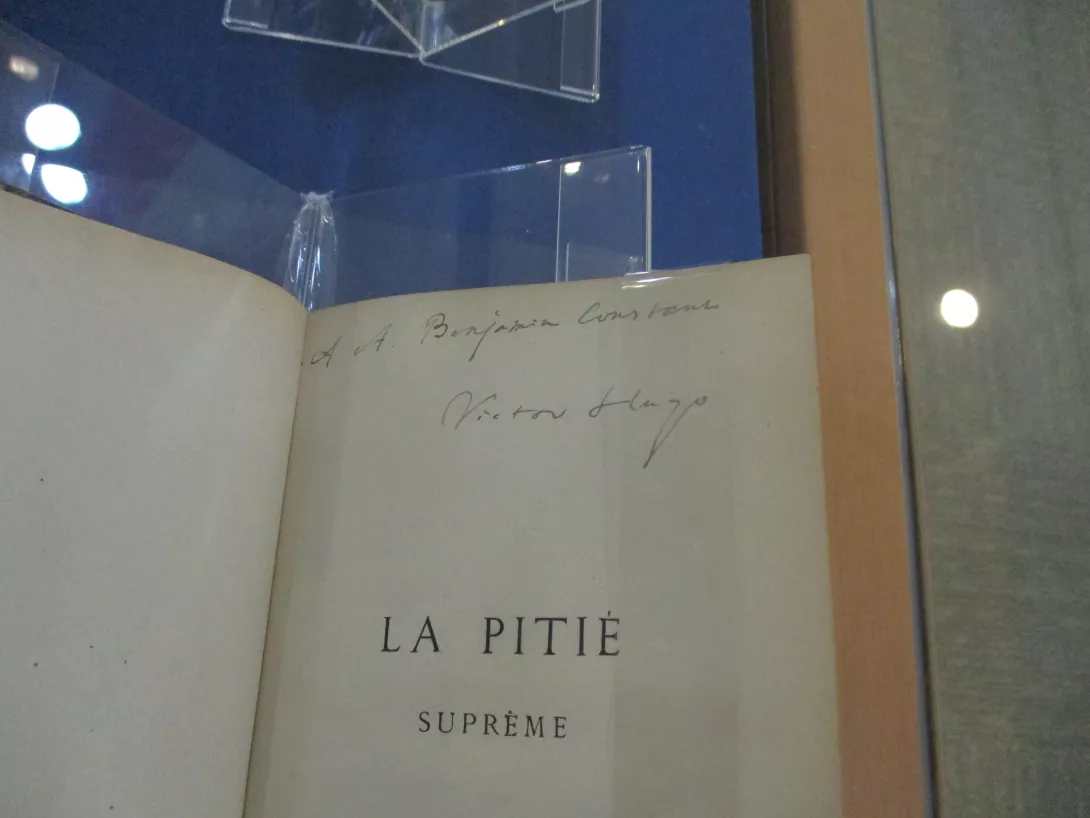 A A. Benjamin Constant
Victor Hugo
LA PITIÉ
SUPRÊME